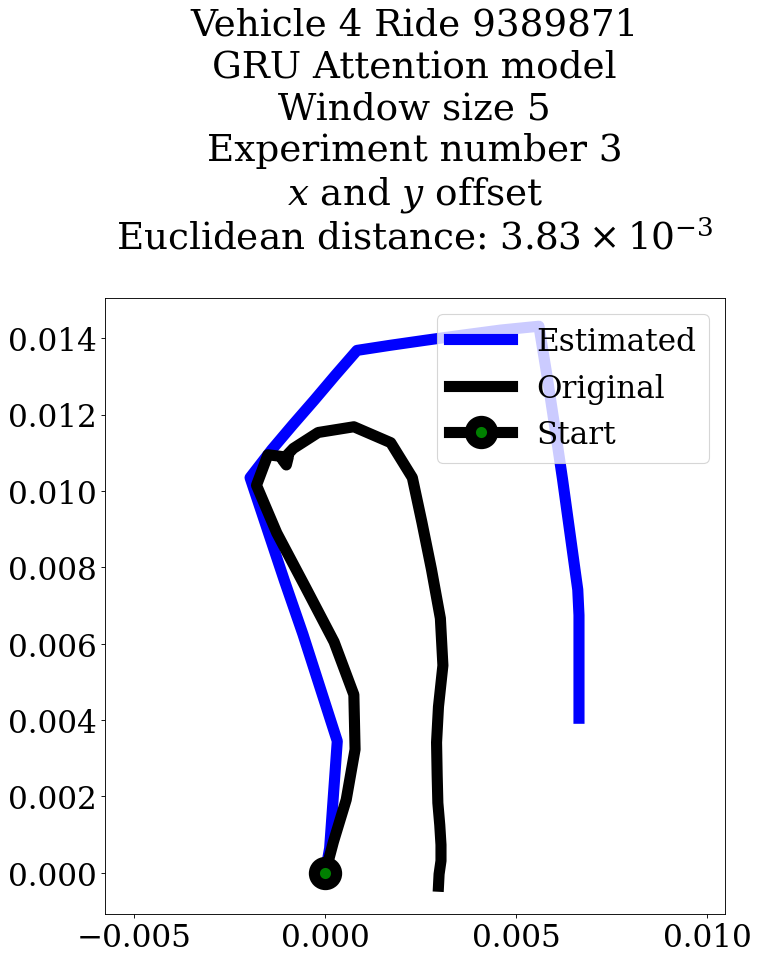 Vehicle 4 Ride 9389871
GRU Attention model
Window size 5
Experiment number 3
x and y offset
Euclidean distance: 3.83 × 10⁻³
Estimated
Original
Start
0.014
0.012
0.010
0.008
0.006
0.004
0.002
0.000
−0.005 0.000 0.005 0.010